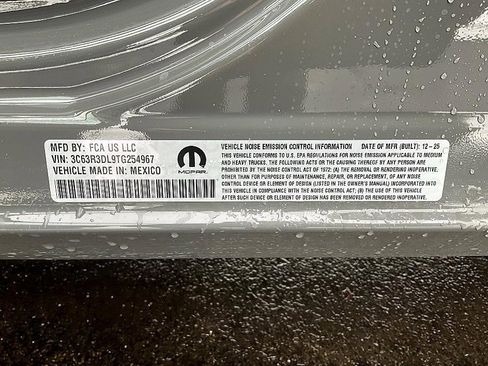 MFD BY: FCA US LLC
VIN: 3C63R3DL9TG254967
VEHICLE MADE IN: MEXICO
MOPAR
VEHICLE NOISE EMISSION CONTROL INFORMATION DATE OF MFR (BUILT): 12-25
THIS VEHICLE CONFORMS TO U.S. EPA REGULATIONS FOR NOISE EMISSION APPLICABLE TO MEDIUM
AND HEAVY TRUCKS. THE FOLLOWING ACTS OR THE CAUSING THEREOF BY ANY PERSON ARE
PROHIBITED BY THE NOISE CONTROL ACT OF 1972: (A) THE REMOVAL OR RENDERING INOPERATIVE,
OTHER THAN FOR PURPOSES OF MAINTENANCE, REPAIR, OR REPLACEMENT, OF ANY NOISE
CONTROL DEVICE OR ELEMENT OF DESIGN (LISTED IN THE OWNER'S MANUAL) INCORPORATED
INTO THIS VEHICLE IN COMPLIANCE WITH THE NOISE CONTROL ACT, (B) THE USE OF THIS VEHICLE
AFTER SUCH DEVICE OR ELEMENT OF DESIGN HAS BEEN REMOVED OR RENDERED INOPERATIVE.